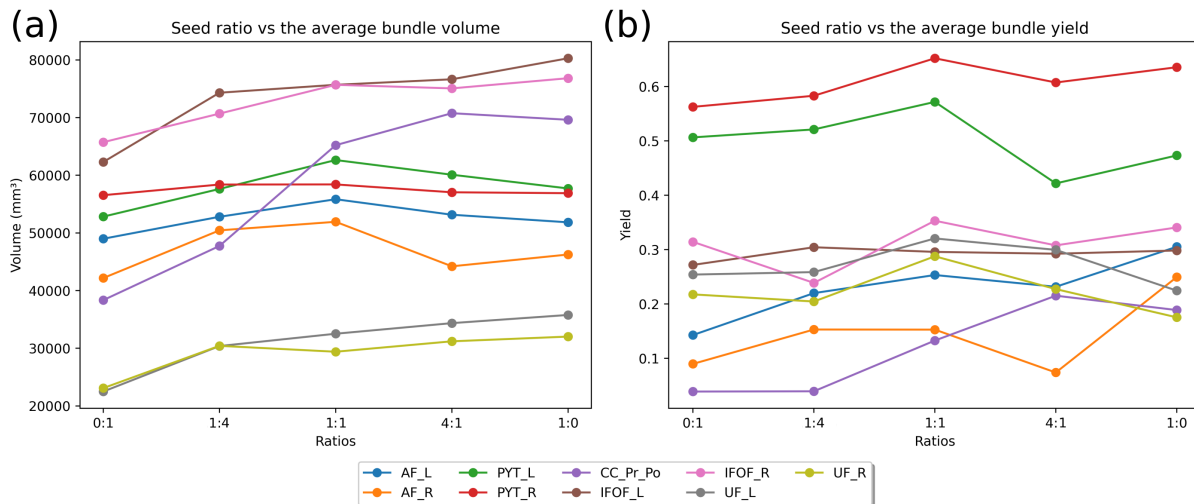 (a)
Seed ratio vs the average bundle volume
Volume (mm³)
80000
70000
60000
50000
40000
30000
20000
0:1 1:4 1:1 4:1 1:0
Ratios
(b)
Seed ratio vs the average bundle yield
Yield
0.6
0.5
0.4
0.3
0.2
0.1
0:1 1:4 1:1 4:1 1:0
Ratios
AF_L PYT_L CC_Pr_Po IFOF_R UF_R
AF_R PYT_R IFOF_L UF_L